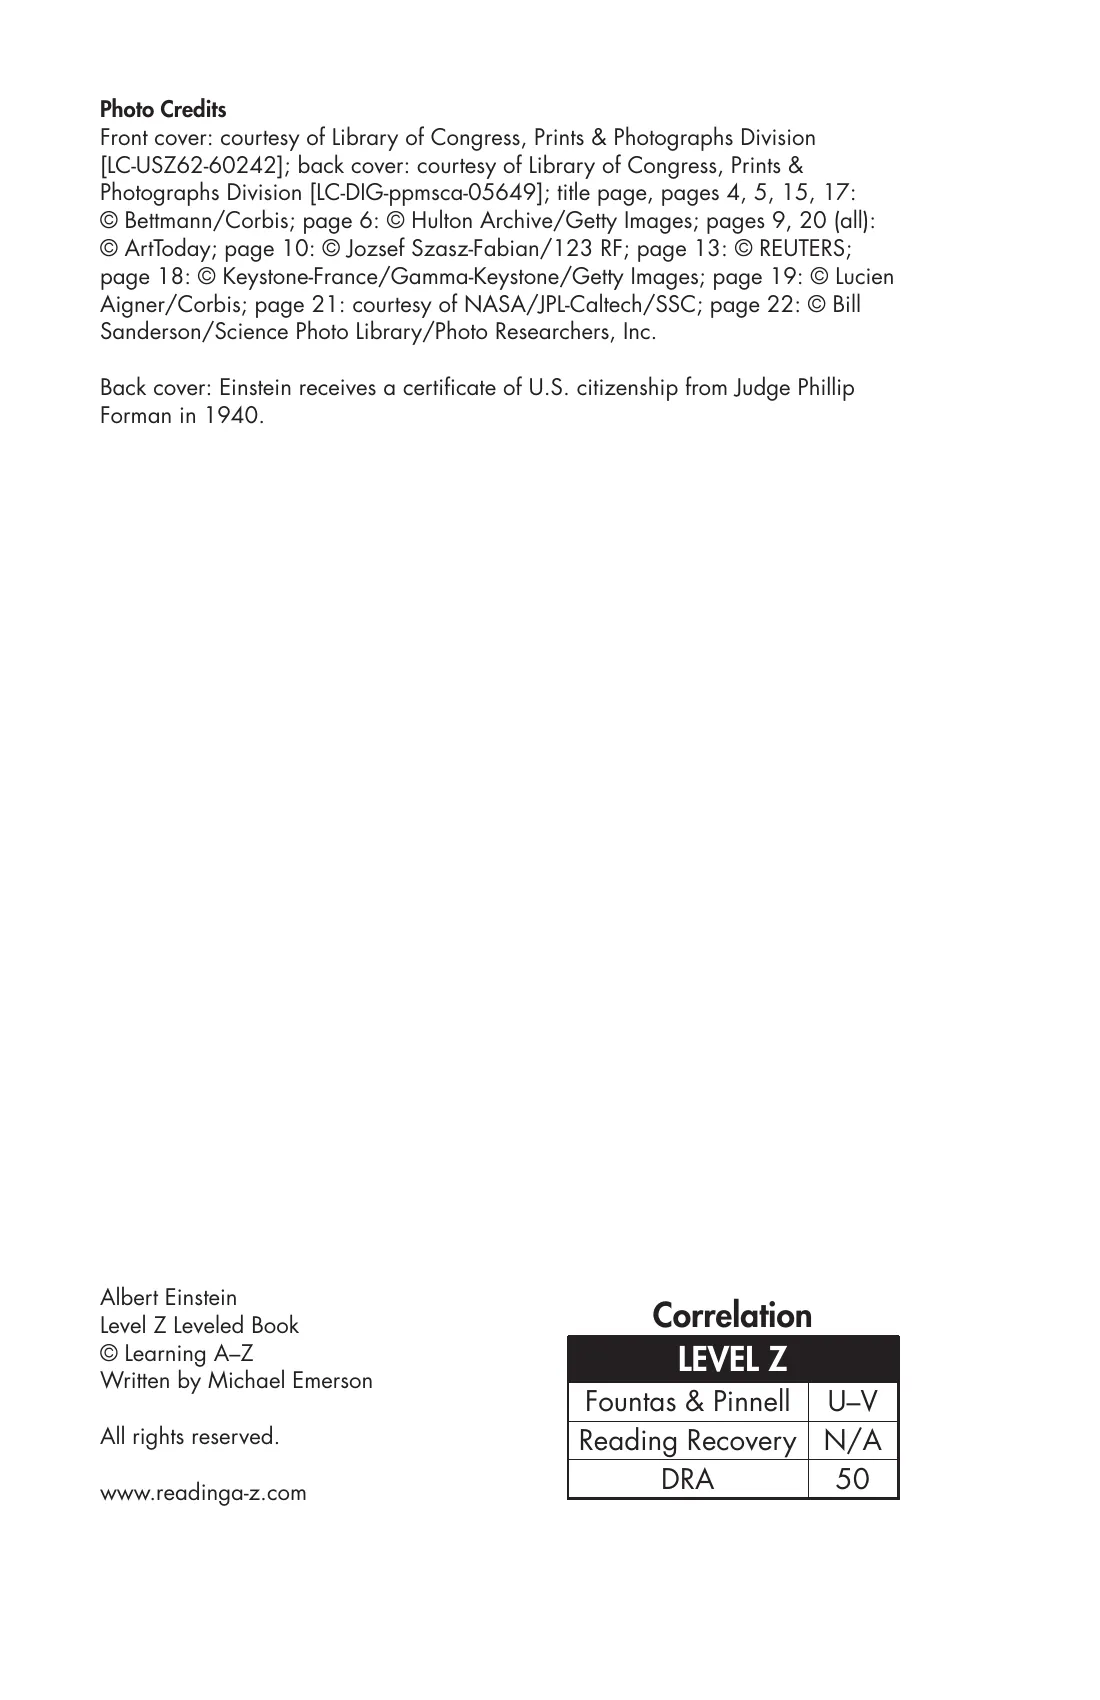 Photo Credits
Front cover: courtesy of Library of Congress, Prints & Photographs Division
[LC-USZ62-60242]; back cover: courtesy of Library of Congress, Prints &
Photographs Division [LC-DIG-ppmsca-05649]; title page, pages 4, 5, 15, 17:
© Bettmann/Corbis; page 6: © Hulton Archive/Getty Images; pages 9, 20 (all):
© ArtToday; page 10: © Jozsef Szasz-Fabian/123 RF; page 13: © REUTERS;
page 18: © Keystone-France/Gamma-Keystone/Getty Images; page 19: © Lucien
Aigner/Corbis; page 21: courtesy of NASA/JPL-Caltech/SSC; page 22: © Bill
Sanderson/Science Photo Library/Photo Researchers, Inc.
Back cover: Einstein receives a certificate of U.S. citizenship from Judge Phillip
Forman in 1940.
Albert Einstein
Level Z Leveled Book
© Learning A–Z
Written by Michael Emerson
All rights reserved.
www.readinga-z.com
Correlation
LEVEL Z
Fountas & Pinnell U–V
Reading Recovery N/A
DRA 50